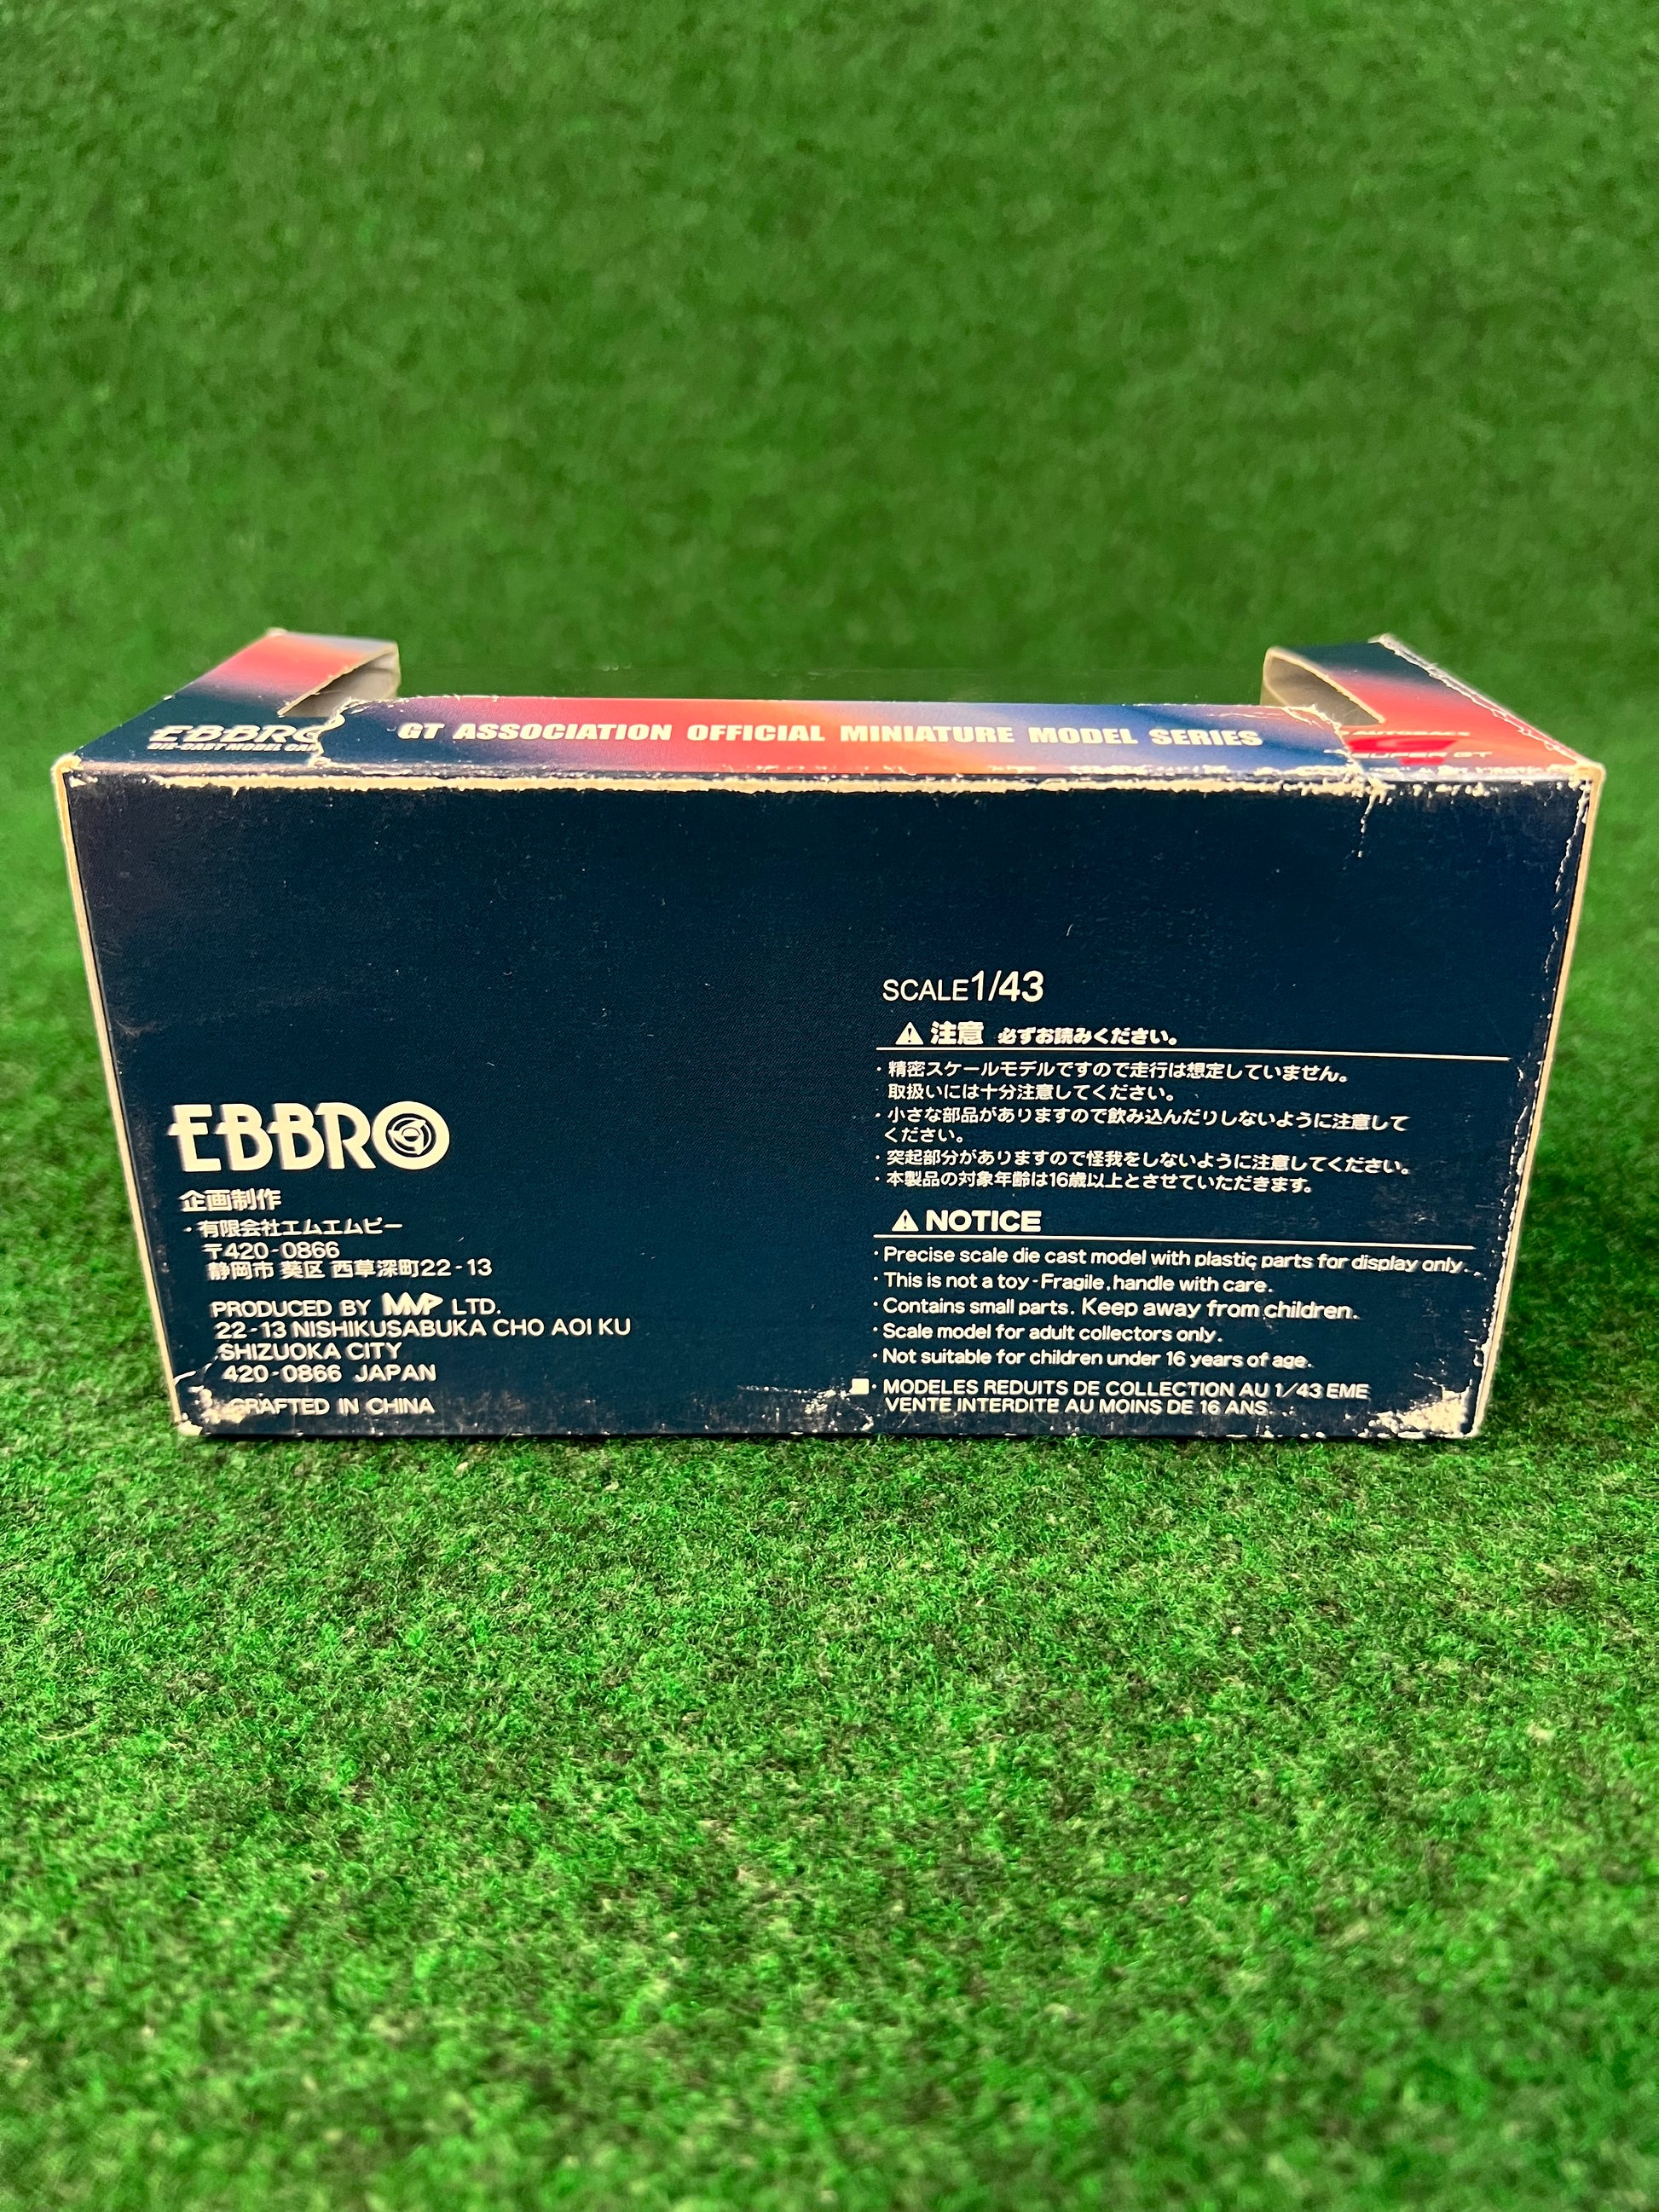 EBBRO
DIE-CAST MODEL CAR
GT ASSOCIATION OFFICIAL MINIATURE MODEL SERIES
AUTOBACS
SUPER GT
SCALE1/43
注意 必ずお読みください。
・精密スケールモデルですので走行は想定していません。
取扱いには十分注意してください。
・小さな部品がありますので飲み込んだりしないように注意して
ください。
・突起部分がありますので怪我をしないように注意してください。
・本製品の対象年齢は16歳以上とさせていただきます。
NOTICE
・Precise scale die cast model with plastic parts for display only.
・This is not a toy-Fragile, handle with care.
・Contains small parts. Keep away from children.
・Scale model for adult collectors only.
・Not suitable for children under 16 years of age.
・MODELES REDUITS DE COLLECTION AU 1/43 EME
VENTE INTERDITE AU MOINS DE 16 ANS
EBBRO
企画制作
・有限会社エムエムピー
〒420-0866
静岡市 葵区 西草深町22-13
PRODUCED BY MMP LTD.
22-13 NISHIKUSABUKA CHO AOI KU
SHIZUOKA CITY
420-0866 JAPAN
CRAFTED IN CHINA